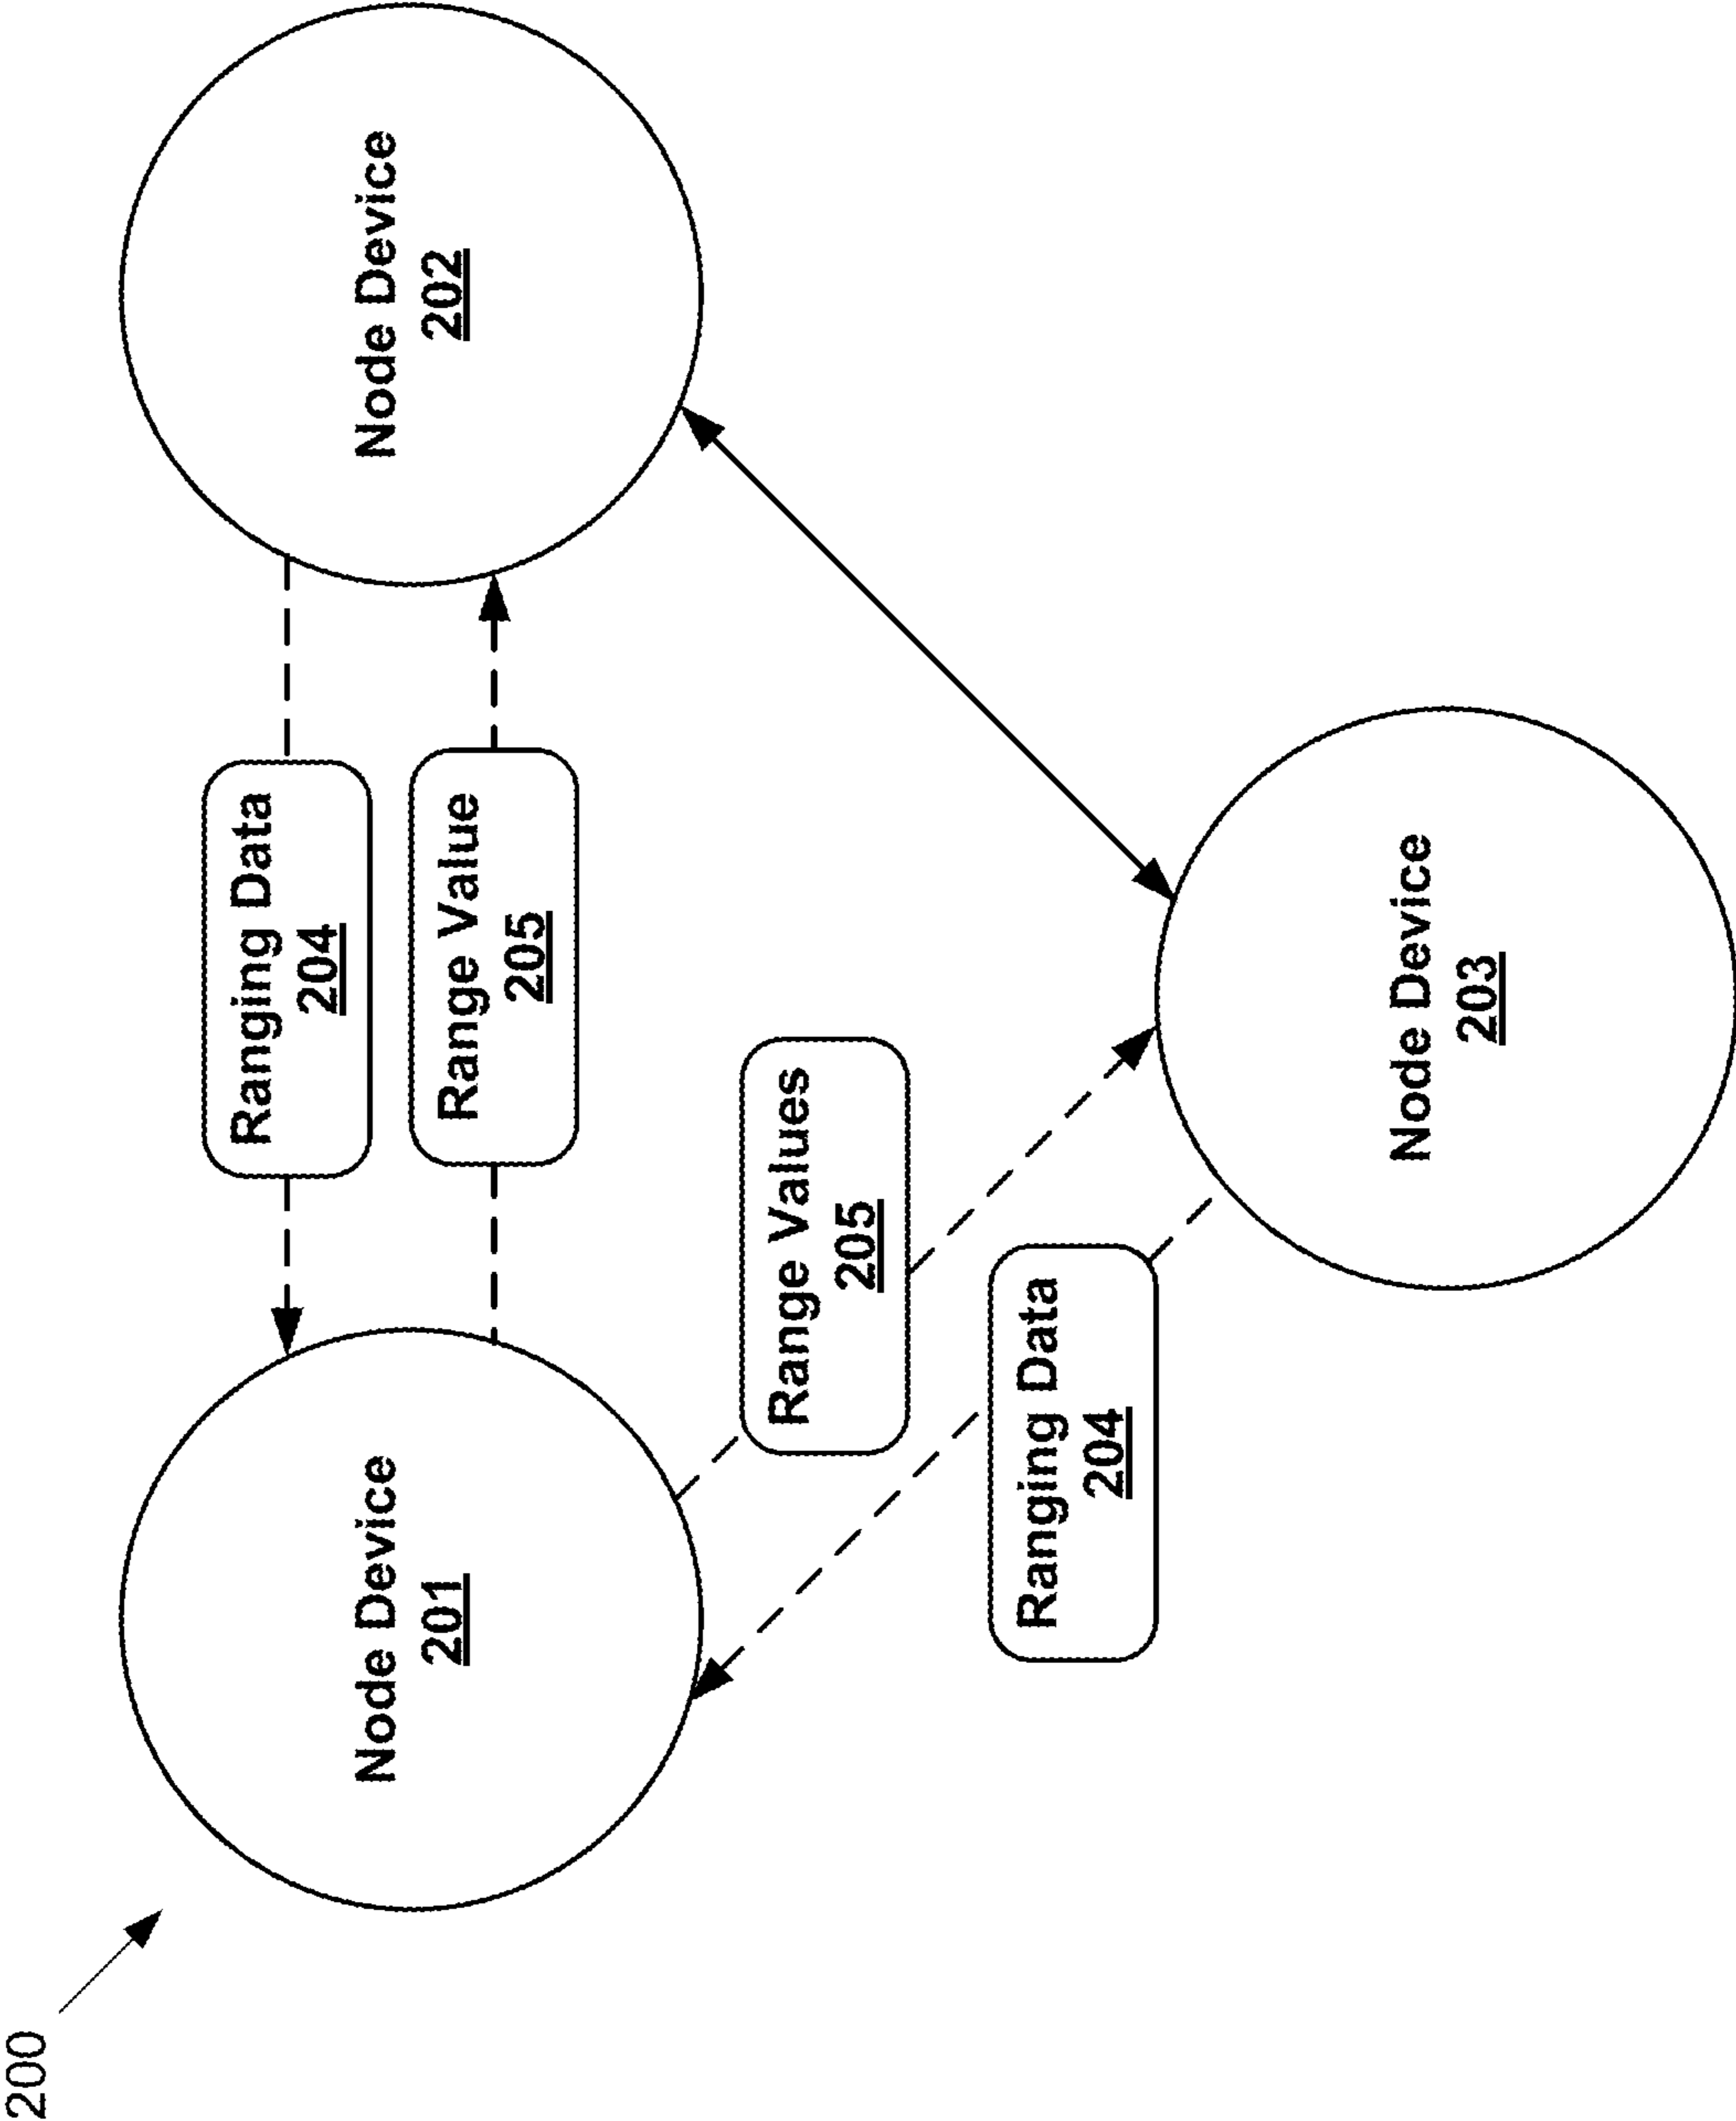 200
Node Device
201
Ranging Data
204
Range Value
205
Node Device
202
Range Values
205
Ranging Data
204
Node Device
203